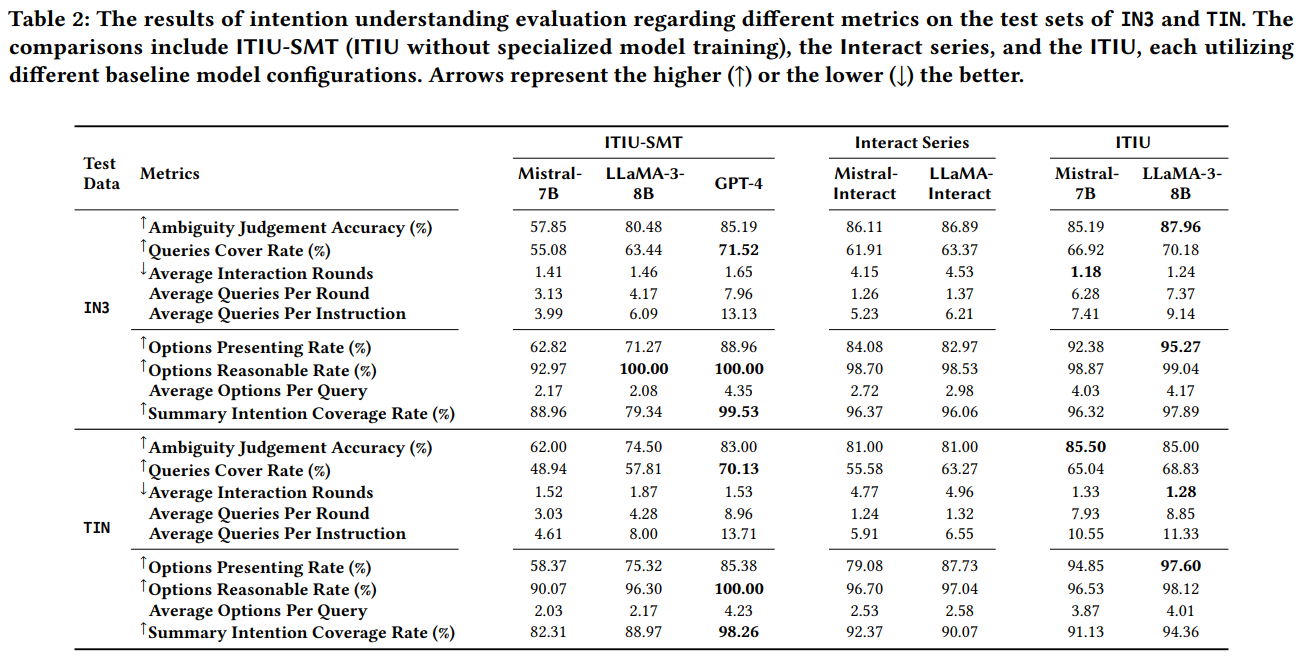 Table 2: The results of intention understanding evaluation regarding different metrics on the test sets of IN3 and TIN. The
comparisons include ITIU-SMT (ITIU without specialized model training), the Interact series, and the ITIU, each utilizing
different baseline model configurations. Arrows represent the higher (↑) or the lower (↓) the better.
Test Data Metrics ITIU-SMT Interact Series ITIU
Mistral-7B LLaMA-3-8B GPT-4 Mistral-Interact LLaMA-Interact Mistral-7B LLaMA-3-8B
IN3
↑Ambiguity Judgement Accuracy (%) 57.85 80.48 85.19 86.11 86.89 85.19 87.96
↑Queries Cover Rate (%) 55.08 63.44 71.52 61.91 63.37 66.92 70.18
↓Average Interaction Rounds 1.41 1.46 1.65 4.15 4.53 1.18 1.24
Average Queries Per Round 3.13 4.17 7.96 1.26 1.37 6.28 7.37
Average Queries Per Instruction 3.99 6.09 13.13 5.23 6.21 7.41 9.14
↑Options Presenting Rate (%) 62.82 71.27 88.96 84.08 82.97 92.38 95.27
↑Options Reasonable Rate (%) 92.97 100.00 100.00 98.70 98.53 98.87 99.04
Average Options Per Query 2.17 2.08 4.35 2.72 2.98 4.03 4.17
↑Summary Intention Coverage Rate (%) 88.96 79.34 99.53 96.37 96.06 96.32 97.89
TIN
↑Ambiguity Judgement Accuracy (%) 62.00 74.50 83.00 81.00 81.00 85.50 85.00
↑Queries Cover Rate (%) 48.94 57.81 70.13 55.58 63.27 65.04 68.83
↓Average Interaction Rounds 1.52 1.87 1.53 4.77 4.96 1.33 1.28
Average Queries Per Round 3.03 4.28 8.96 1.24 1.32 7.93 8.85
Average Queries Per Instruction 4.61 8.00 13.71 5.91 6.55 10.55 11.33
↑Options Presenting Rate (%) 58.37 75.32 85.38 79.08 87.73 94.85 97.60
↑Options Reasonable Rate (%) 90.07 96.30 100.00 96.70 97.04 96.53 98.12
Average Options Per Query 2.03 2.17 4.23 2.53 2.58 3.87 4.01
↑Summary Intention Coverage Rate (%) 82.31 88.97 98.26 92.37 90.07 91.13 94.36